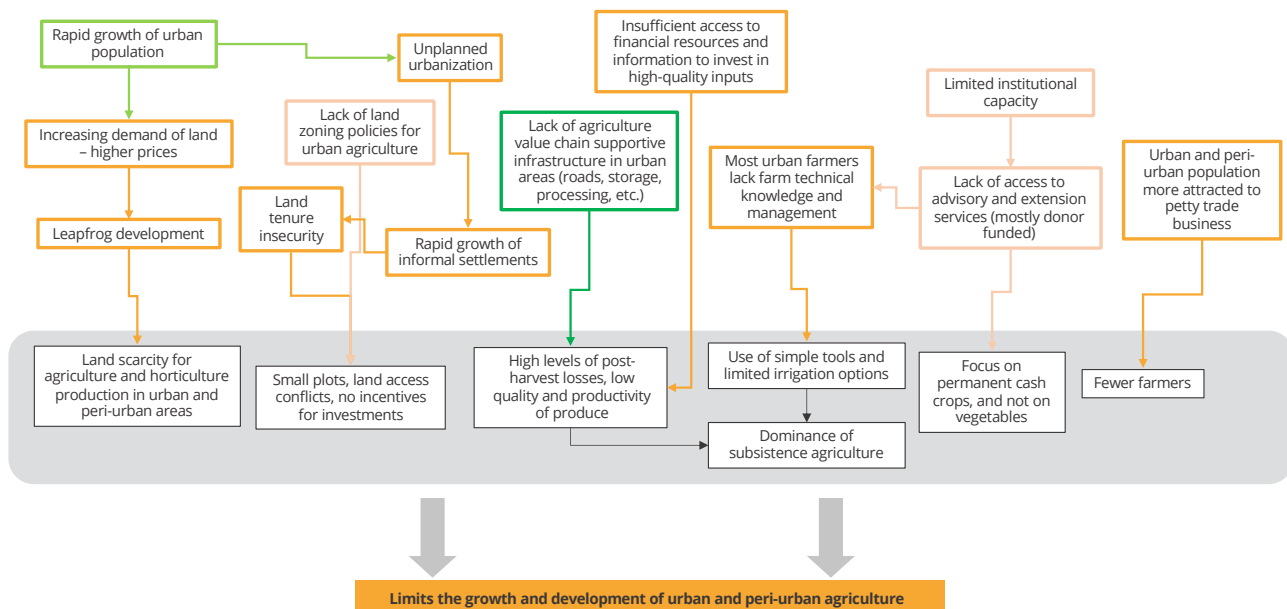 Rapid growth of urban
population
Unplanned
urbanization
Insufficient access to
financial resources and
information to invest in
high-quality inputs
Limited institutional
capacity
Increasing demand of land
– higher prices
Lack of land
zoning policies for
urban agriculture
Lack of agriculture
value chain supportive
infrastructure in urban
areas (roads, storage,
processing, etc.)
Most urban farmers
lack farm technical
knowledge and
management
Lack of access to
advisory and extension
services (mostly donor
funded)
Urban and peri-
urban population
more attracted to
petty trade
business
Leapfrog development
Land
tenure
insecurity
Rapid growth of
informal settlements
Land scarcity for
agriculture and horticulture
production in urban and
peri-urban areas
Small plots, land access
conflicts, no incentives
for investments
High levels of post-
harvest losses, low
quality and productivity
of produce
Use of simple tools and
limited irrigation options
Dominance of
subsistence agriculture
Focus on
permanent cash
crops, and not on
vegetables
Fewer farmers
Limits the growth and development of urban and peri-urban agriculture